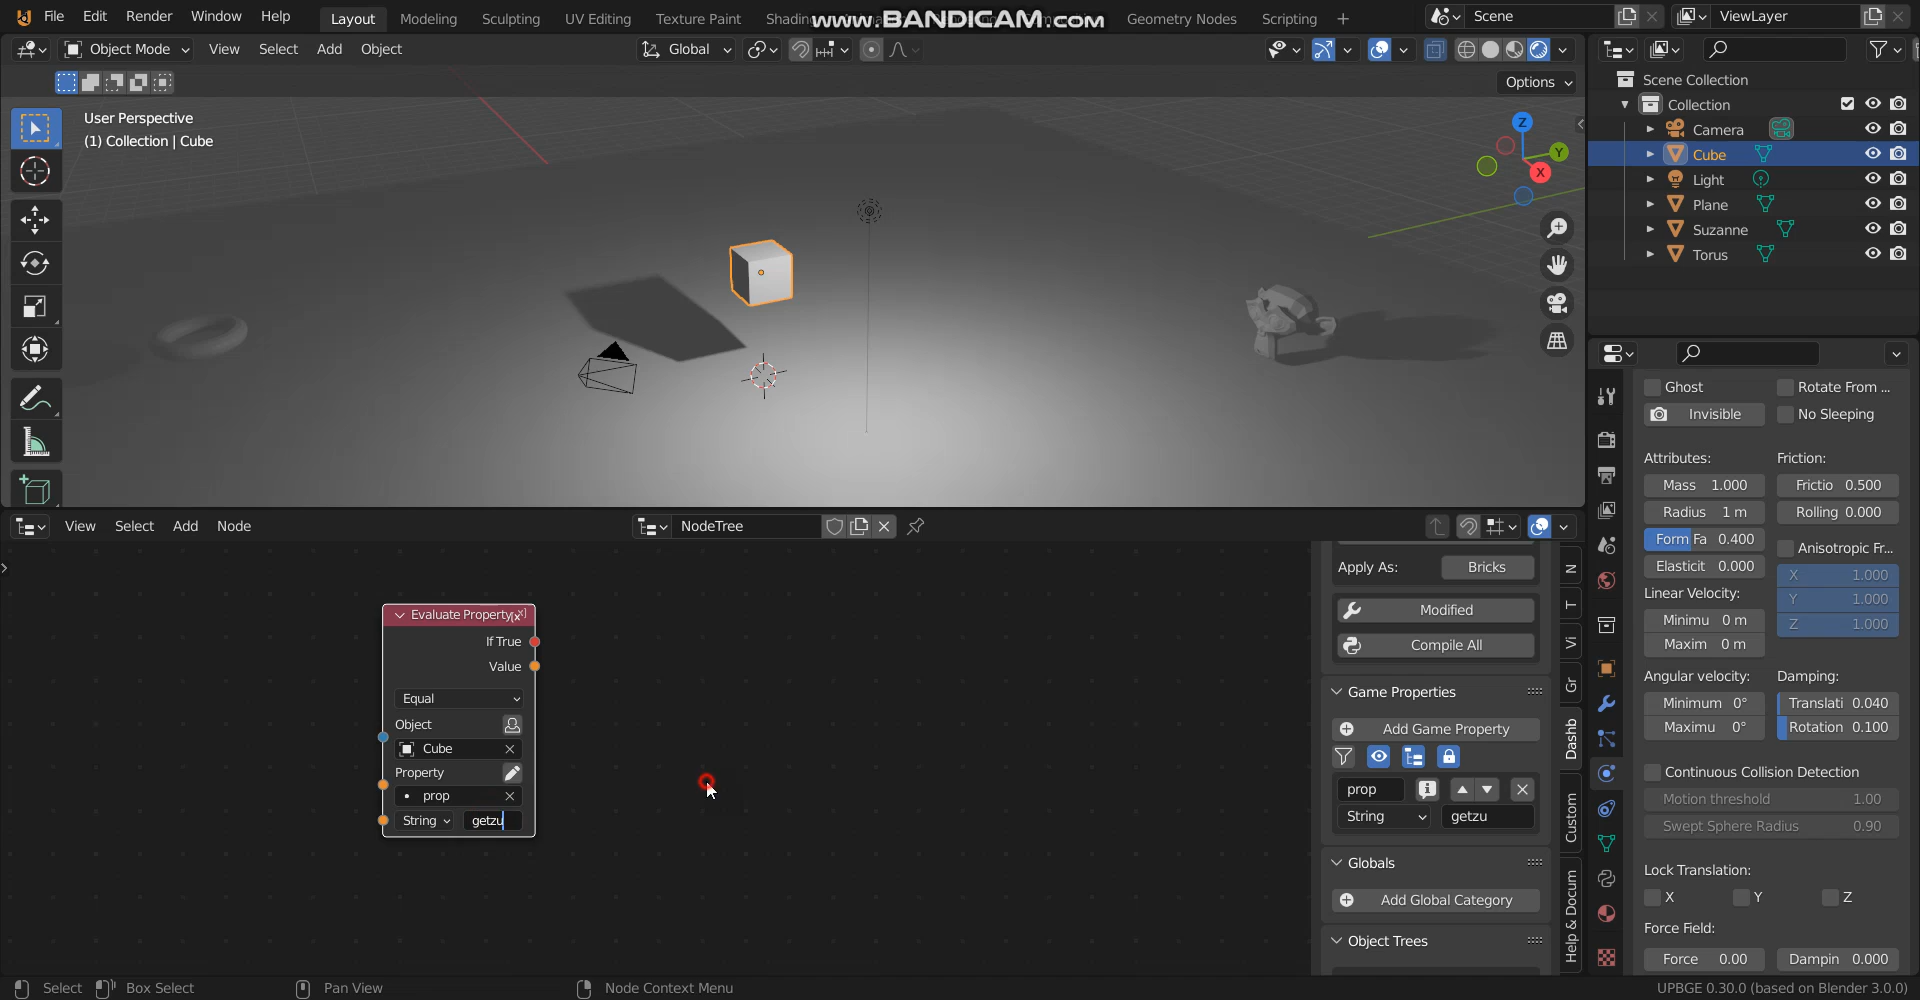 File Edit Render Window Help Layout Modeling Sculpting UV Editing Texture Paint Shading www.BANDICAM.com Geometry Nodes Scripting + Scene ViewLayer
Object Mode View Select Add Object Global
Options
User Perspective
(1) Collection | Cube
Z
Y
X
Scene Collection
Collection
Camera
Cube
Light
Plane
Suzanne
Torus
Ghost Rotate From ...
Invisible No Sleeping
Attributes: Friction:
Mass 1.000 Frictio 0.500
Radius 1 m Rolling 0.000
Form Fa 0.400 Anisotropic Fr...
Elasticit 0.000 X 1.000
Linear Velocity: Y 1.000
Minimu 0 m Z 1.000
Maxim 0 m
Angular velocity: Damping:
Minimum 0° Translati 0.040
Maximu 0° Rotation 0.100
Continuous Collision Detection
Motion threshold 1.00
Swept Sphere Radius 0.90
Lock Translation:
X Y Z
Force Field:
Force 0.00 Dampin 0.000
View Select Add Node NodeTree
Evaluate Property
If True
Value
Equal
Object
Cube
Property
prop
String getzu
Apply As: Bricks
Modified
Compile All
Game Properties
Add Game Property
prop
String getzu
Globals
Add Global Category
Object Trees
N
T
Vi
Gr
Dashb
Custom
Help & Docum
Select Box Select Pan View Node Context Menu UPBGE 0.30.0 (based on Blender 3.0.0)